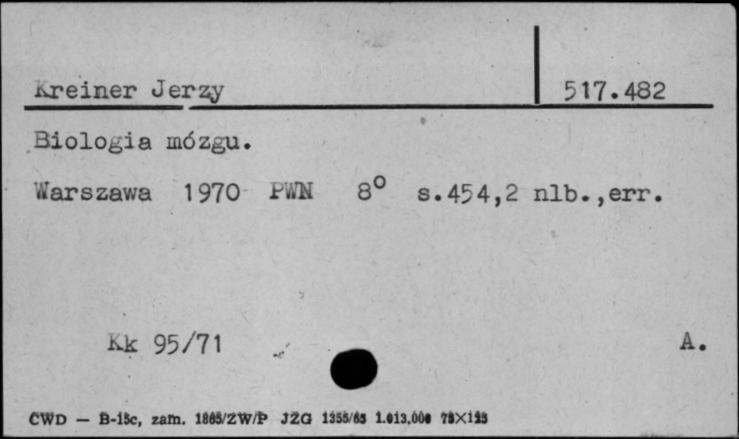 Kreiner Jerzy 517.482
Biologia mózgu.
Warszawa 1970 PWN 8° s.454,2 nlb.,err.
Kk 95/71 A.
CWD — B-15c, zam. 1865/ZW/P JZG 1355/65 1.013,000 75X125